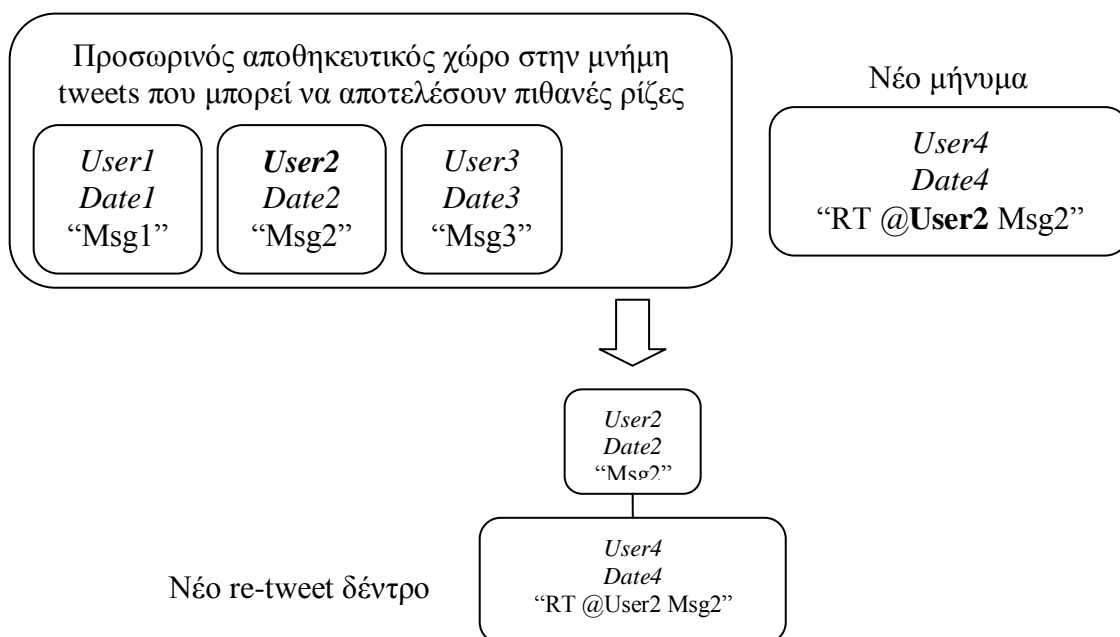 Προσωρινός αποθηκευτικός χώρο στην μνήμη
tweets που μπορεί να αποτελέσουν πιθανές ρίζες
User1
Date1
“Msg1”
User2
Date2
“Msg2”
User3
Date3
“Msg3”
Νέο μήνυμα
User4
Date4
“RT @User2 Msg2”
User2
Date2
“Msg2”
Νέο re-tweet δέντρο
User4
Date4
“RT @User2 Msg2”